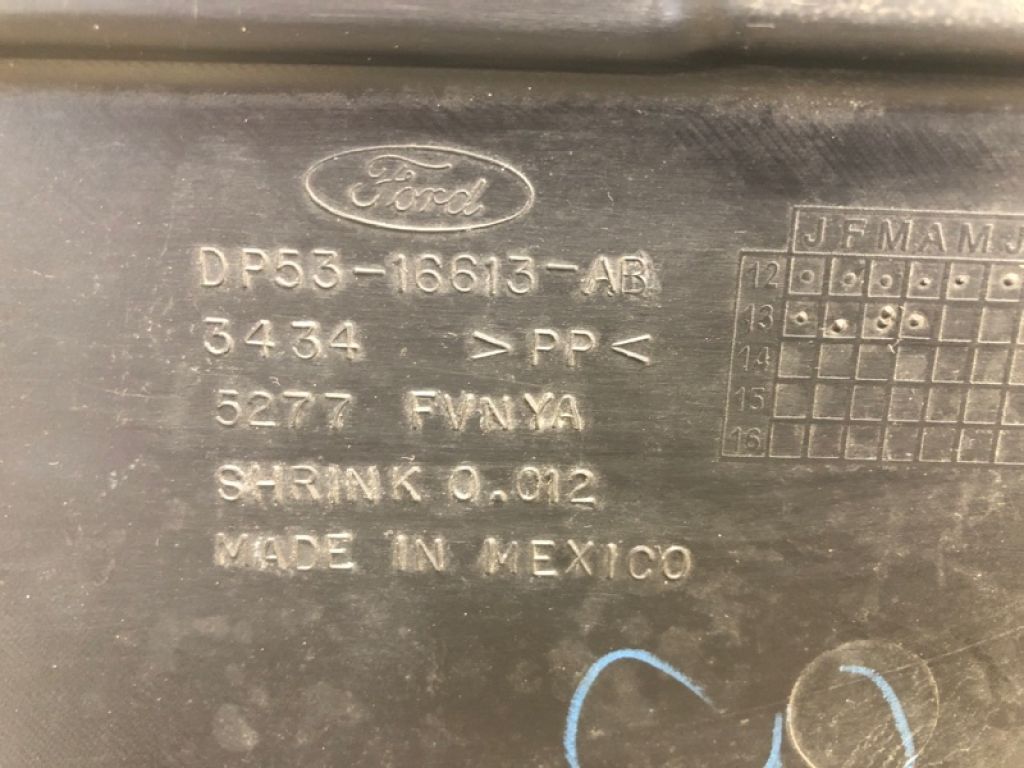 Ford
DP53-16613-AB
3434 >PP<
5277 FVNYA
SHRINK 0.012
MADE IN MEXICO
J F M A M J
12
13
14
15
16